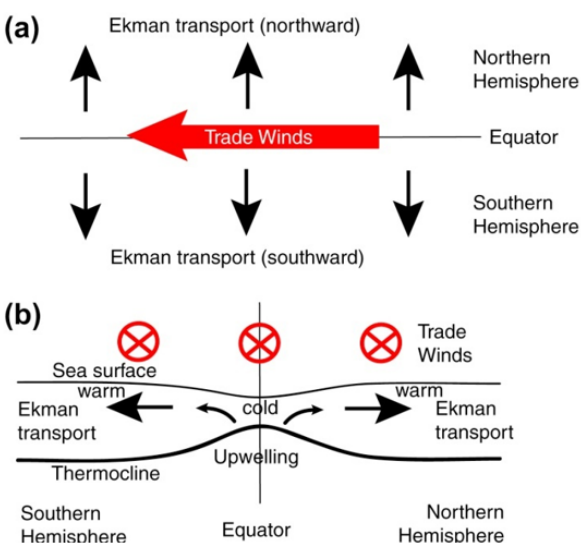 (a)
Ekman transport (northward)
Northern
Hemisphere
Trade Winds
Equator
Southern
Hemisphere
Ekman transport (southward)
(b)
Trade
Winds
Sea surface
warm
warm
cold
Ekman
transport
Ekman
transport
Upwelling
Thermocline
Southern
Hemisphere
Equator
Northern
Hemisphere